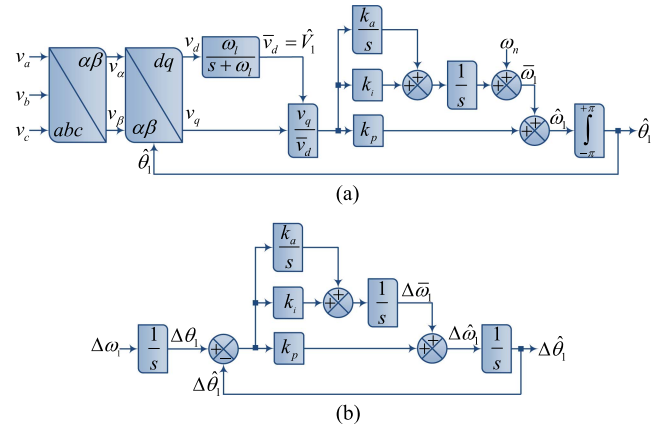 k_a/s
ω_n
v_a
v_b
v_c
αβ
abc
v_α
v_β
dq
αβ
v_d
ω_l/(s + ω_l)
v̄_d = V̂_1
v_q
v_q/v̄_d
k_i
1/s
ω̄_1
k_p
ω̂_1
∫_{−π}^{+π}
θ̂_1
θ̂_1
(a)
k_a/s
k_i
1/s
Δω̄_1
Δω_1
1/s
Δθ_1
k_p
Δω̂_1
1/s
Δθ̂_1
Δθ̂_1
(b)